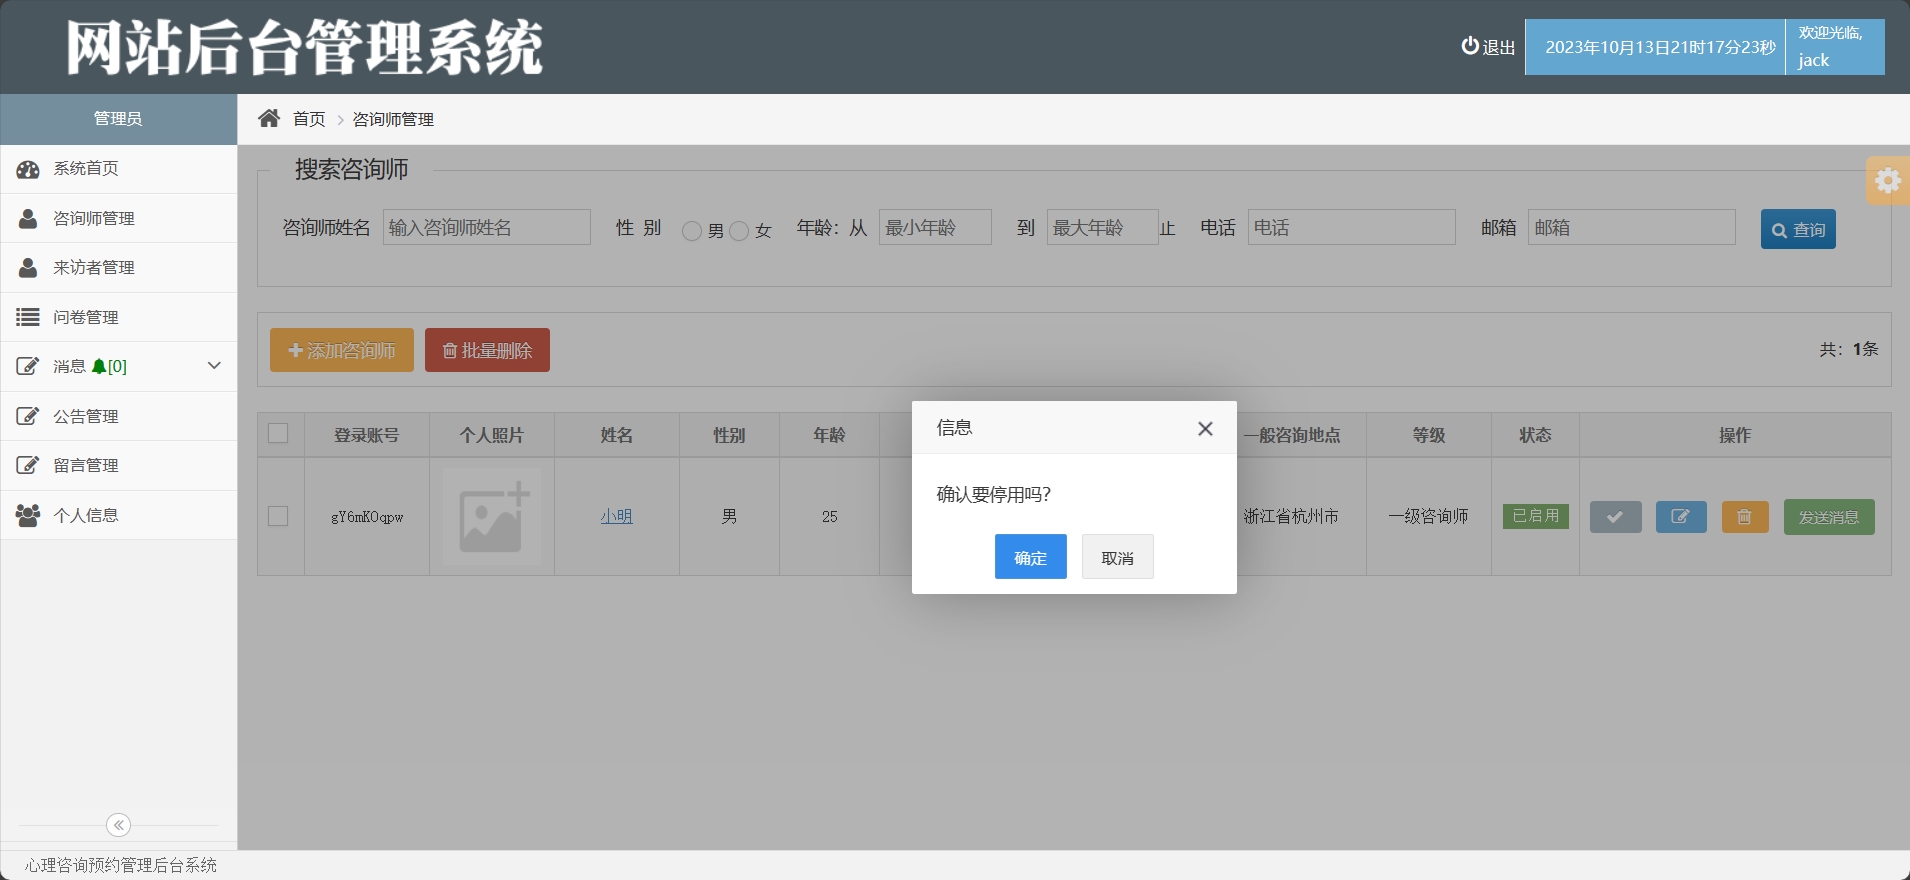 网站后台管理系统
退出
2023年10月13日21时17分23秒
欢迎光临,
jack
管理员
首页
咨询师管理
系统首页
咨询师管理
来访者管理
问卷管理
消息 [0]
公告管理
留言管理
个人信息
搜索咨询师
咨询师姓名 输入咨询师姓名 性 别 男 女 年龄：从 最小年龄 到 最大年龄 止 电话 电话 邮箱 邮箱 查询
添加咨询师 批量删除 共：1条
登录账号 个人照片 姓名 性别 年龄 一般咨询地点 等级 状态 操作
gY6mKOqpw 小明 男 25 浙江省杭州市 一级咨询师 已启用 发送消息
信息
确认要停用吗?
确定 取消
心理咨询预约管理后台系统